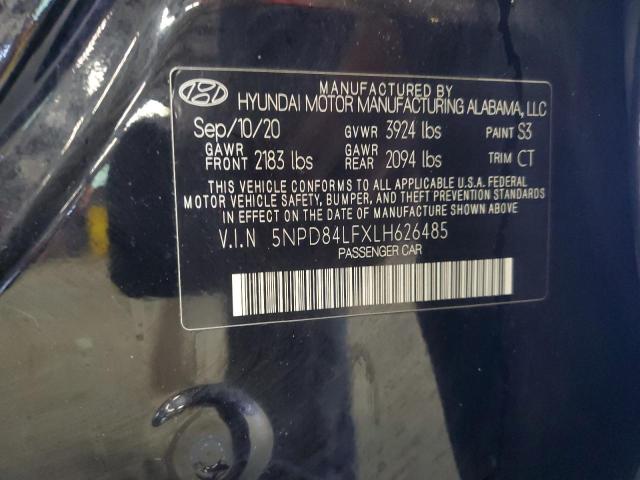 MANUFACTURED BY
HYUNDAI MOTOR MANUFACTURING ALABAMA, LLC
Sep/10/20 GVWR 3924 lbs PAINT S3
GAWR FRONT 2183 lbs GAWR REAR 2094 lbs TRIM CT
THIS VEHICLE CONFORMS TO ALL APPLICABLE U.S.A. FEDERAL
MOTOR VEHICLE SAFETY, BUMPER, AND THEFT PREVENTION STANDARDS
IN EFFECT ON THE DATE OF MANUFACTURE SHOWN ABOVE.
V.I.N 5NPD84LFXLH626485
PASSENGER CAR